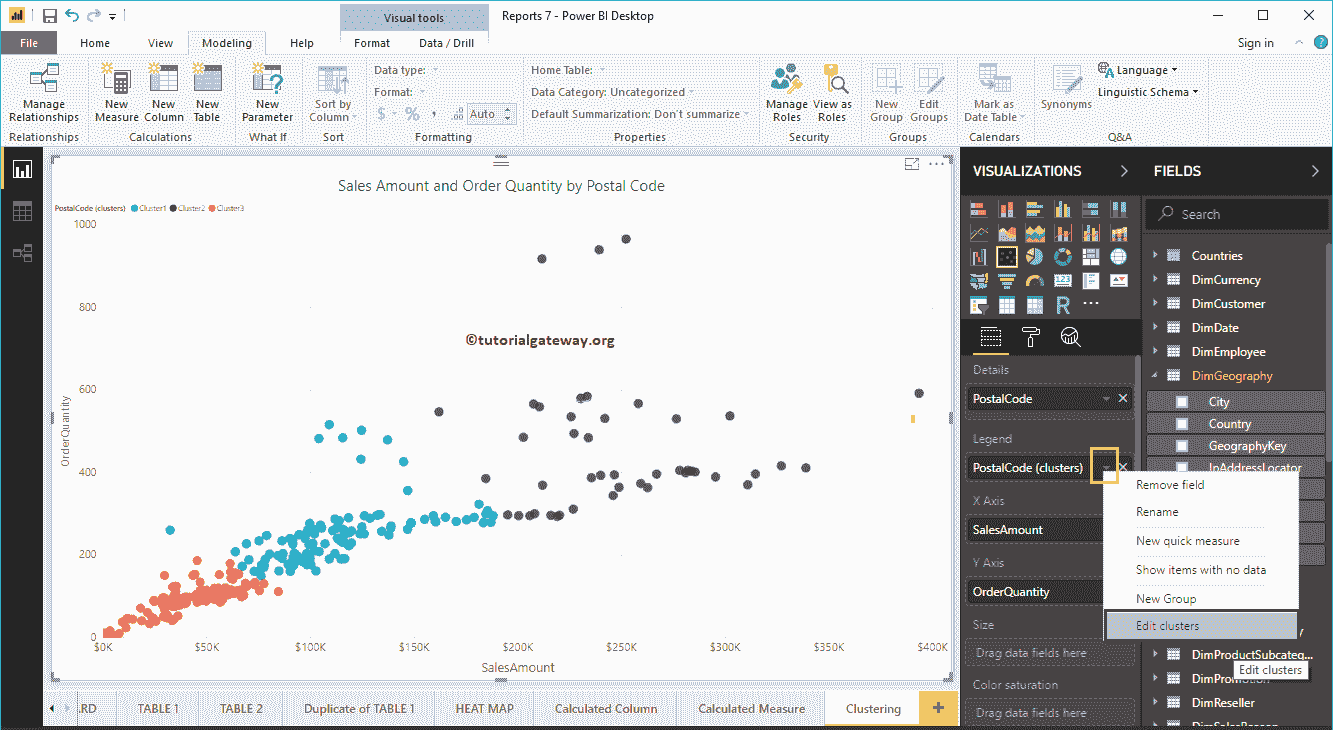 Visual tools
Reports 7 - Power BI Desktop
File
Home
View
Modeling
Help
Format
Data / Drill
Sign in
?
Manage Relationships
Relationships
New Measure
New Column
New Table
Calculations
New Parameter
What If
Sort by Column
Sort
Data type:
Format:
$ % , .00 Auto
Formatting
Home Table:
Data Category: Uncategorized
Default Summarization: Don't summarize
Properties
Manage Roles
View as Roles
Security
New Group
Edit Groups
Groups
Mark as Date Table
Calendars
Synonyms
Language
Linguistic Schema
Q&A
Sales Amount and Order Quantity by Postal Code
PostalCode (clusters) Cluster1 Cluster2 Cluster3
1000
800
600
400
200
0
OrderQuantity
©tutorialgateway.org
$0K $50K $100K $150K $200K $250K $300K $350K $400K
SalesAmount
TABLE 1
TABLE 2
Duplicate of TABLE 1
HEAT MAP
Calculated Column
Calculated Measure
Clustering
+
VISUALIZATIONS
123
R
...
Details
PostalCode
Legend
PostalCode (clusters)
X Axis
SalesAmount
Y Axis
OrderQuantity
Size
Drag data fields here
Color saturation
Drag data fields here
Remove field
Rename
New quick measure
Show items with no data
New Group
Edit clusters
Edit clusters
FIELDS
Search
Countries
DimCurrency
DimCustomer
DimDate
DimEmployee
DimGeography
City
Country
GeographyKey
IpAddressLocator
DimProductSubcateg...
DimPromotion
DimReseller
DimSalesReason